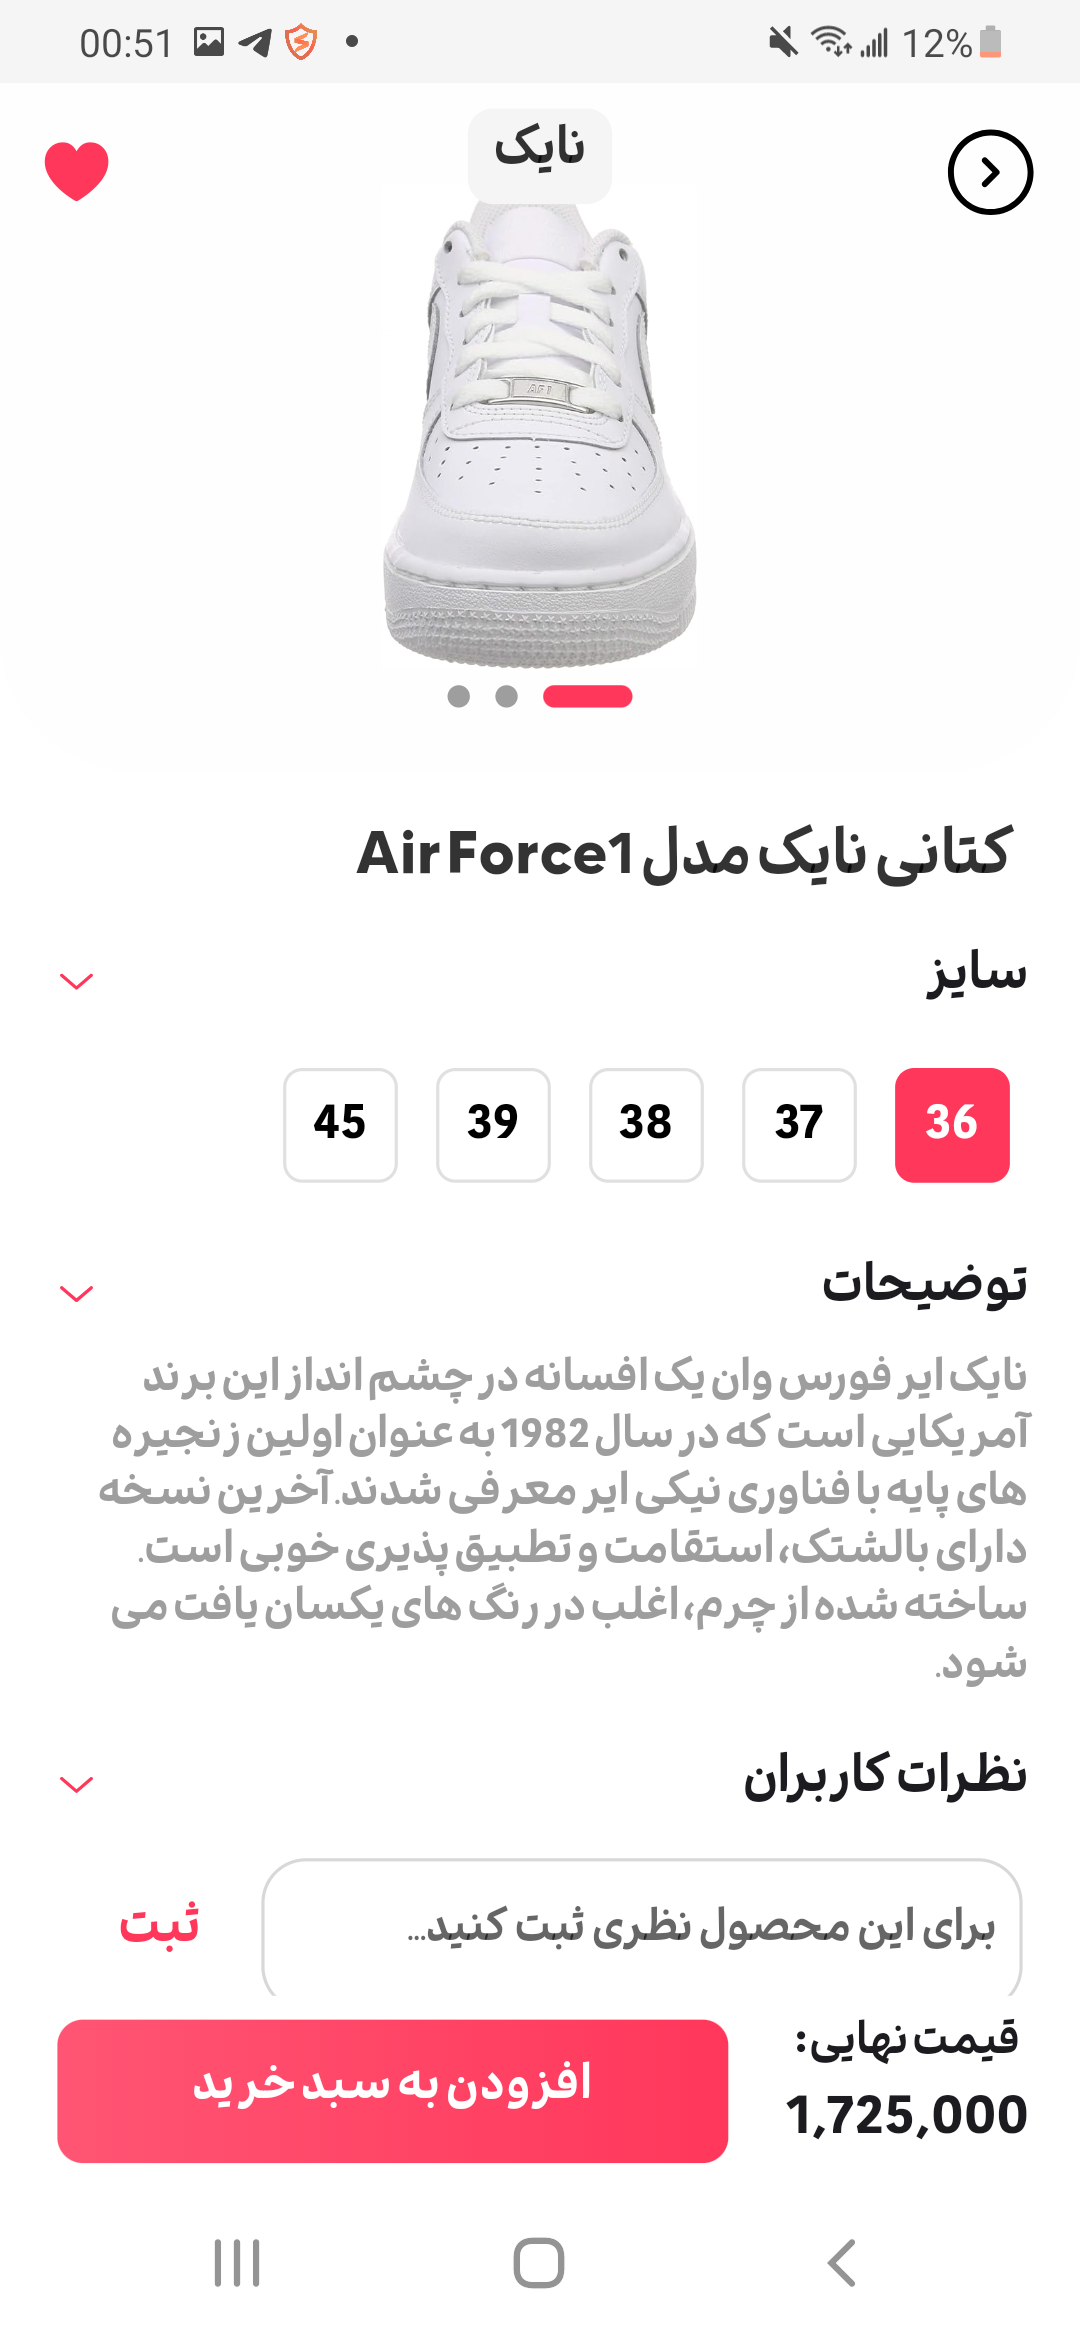 00:51
12%
نایک
AF1
کتانی نایک مدل Air Force1
سایز
36
37
38
39
45
توضیحات
نایک ایر فورس وان یک افسانه در چشم انداز این برند
آمریکایی است که در سال 1982 به عنوان اولین زنجیره
های پایه با فناوری نیکی ایر معرفی شدند.آخرین نسخه
دارای بالشتک، استقامت و تطبیق پذیری خوبی است.
ساخته شده از چرم، اغلب در رنگ های یکسان یافت می
شود.
نظرات کاربران
برای این محصول نظری ثبت کنید...
ثبت
قیمت نهایی:
1,725,000
افزودن به سبد خرید